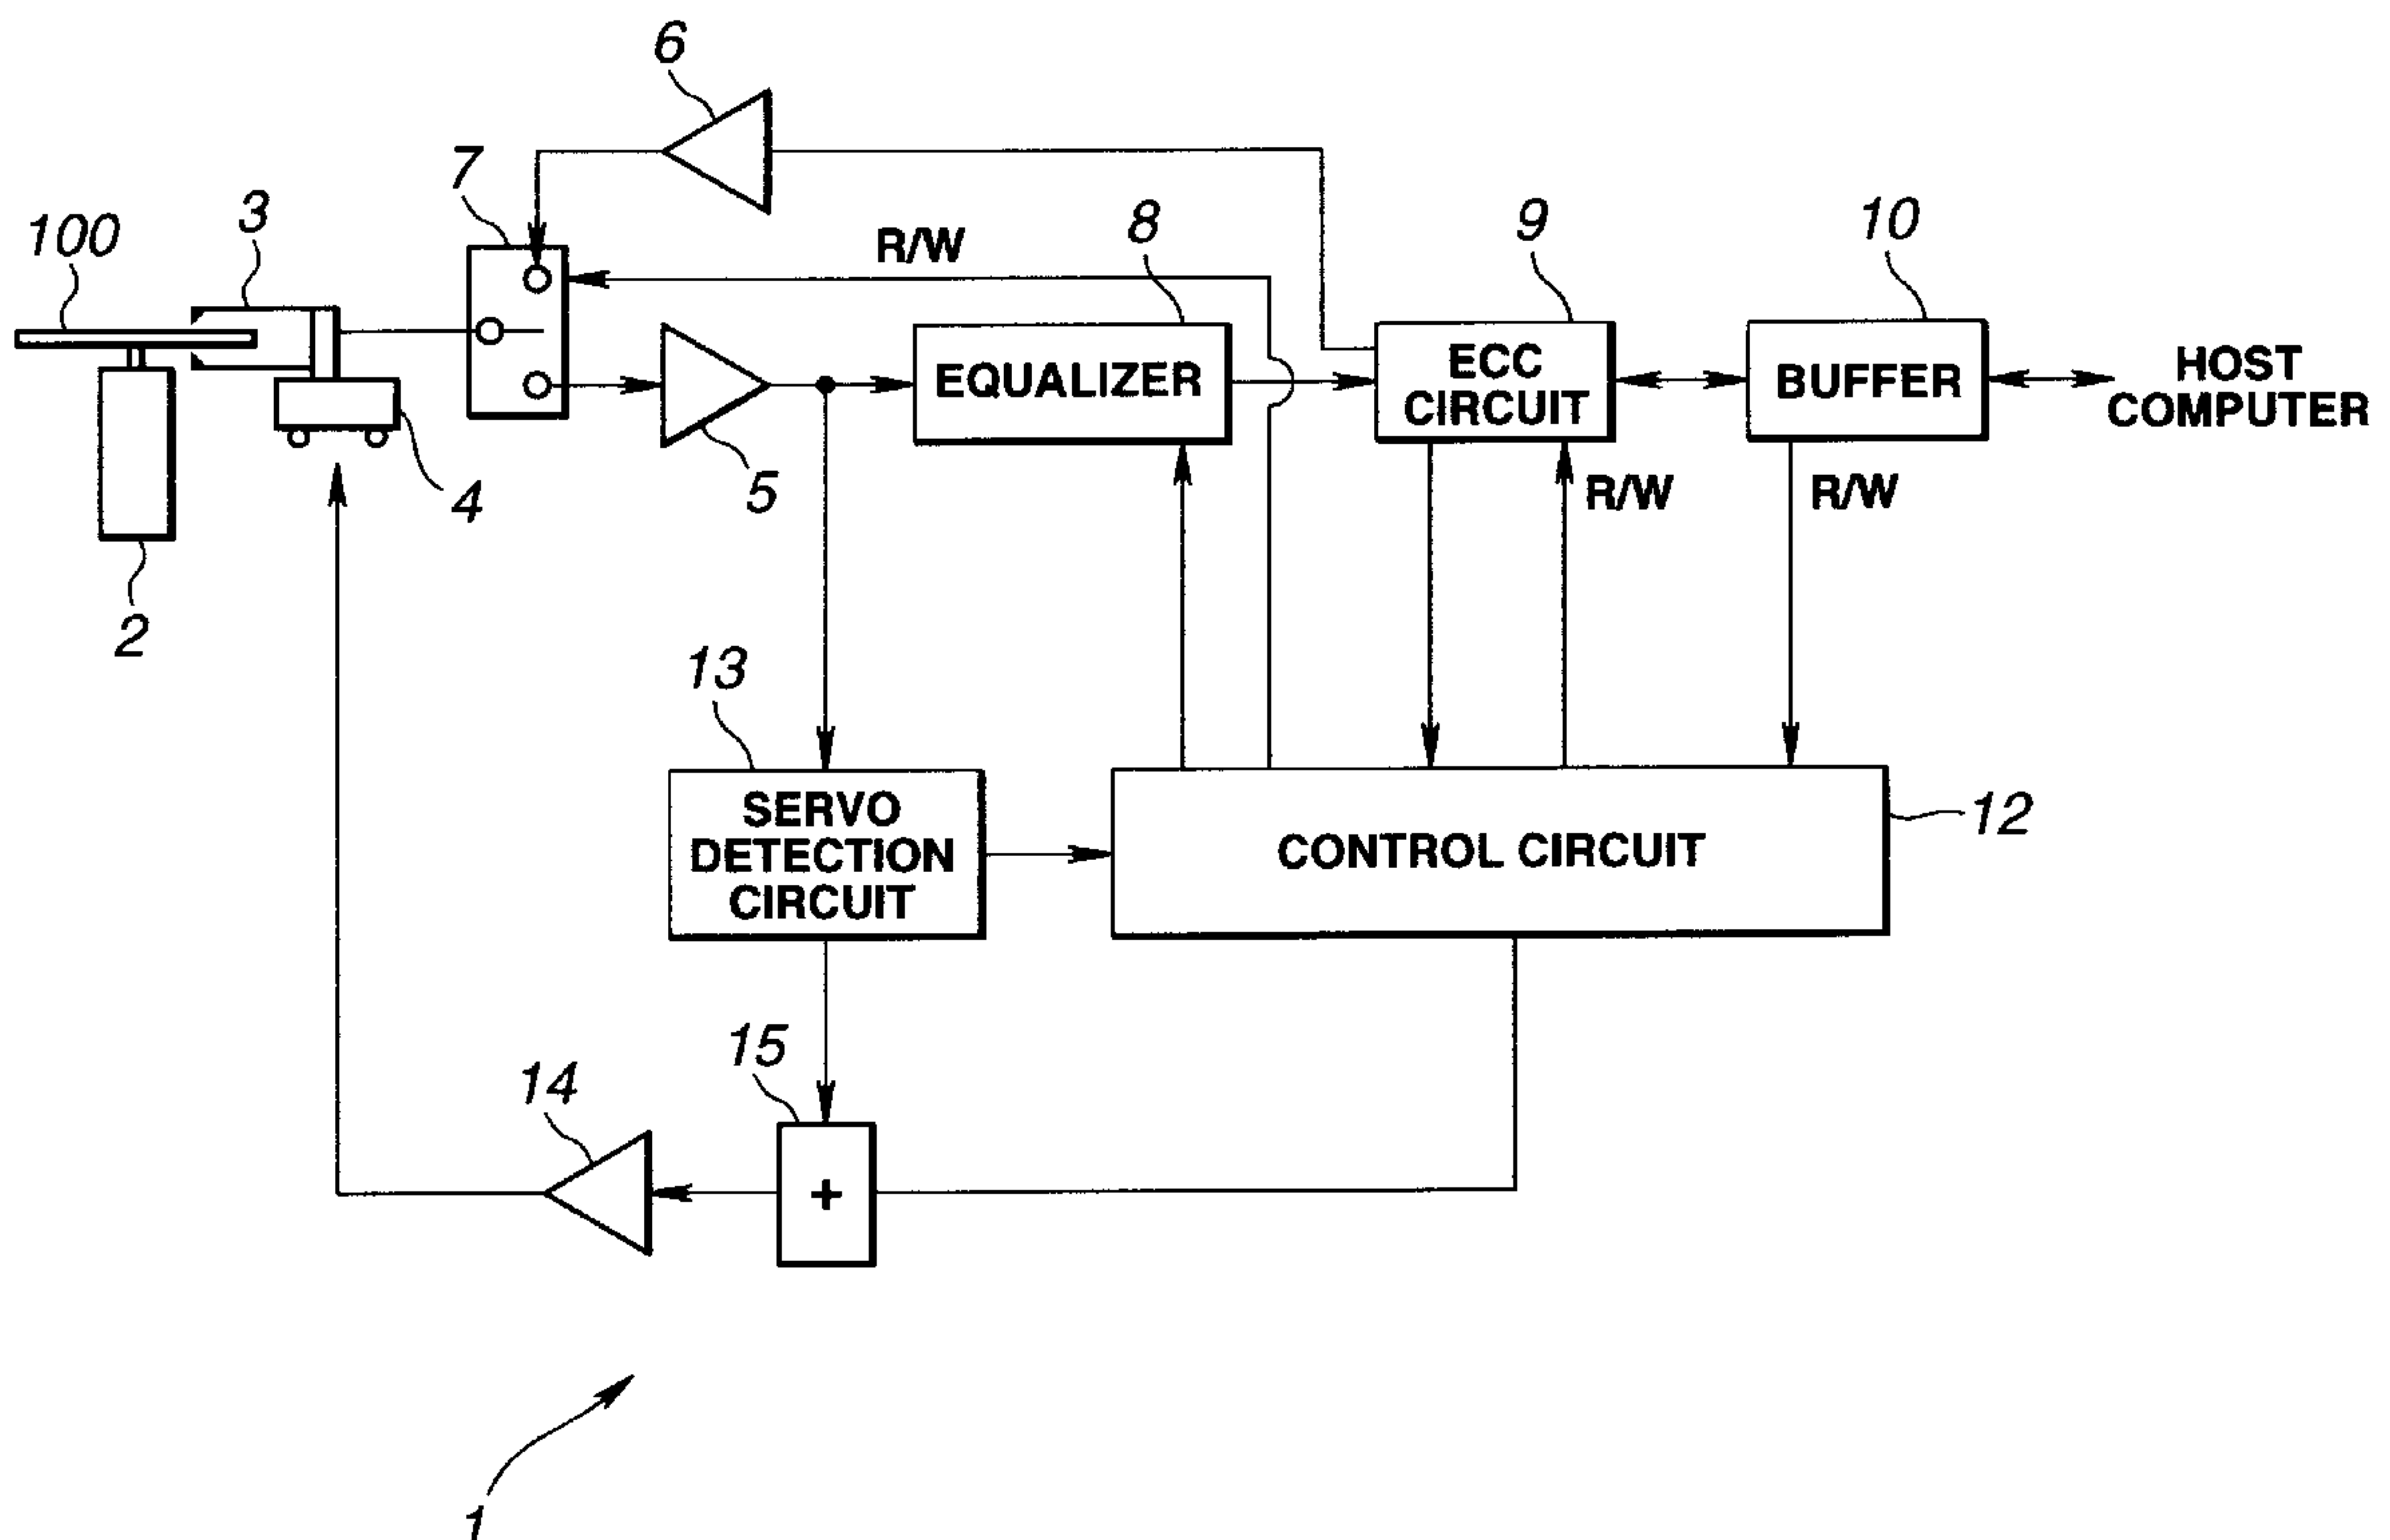 6
7
100
3
R/W
8
9
10
EQUALIZER
ECC
CIRCUIT
BUFFER
HOST
COMPUTER
5
4
R/W
R/W
2
13
SERVO
DETECTION
CIRCUIT
CONTROL CIRCUIT
12
15
14
+
1